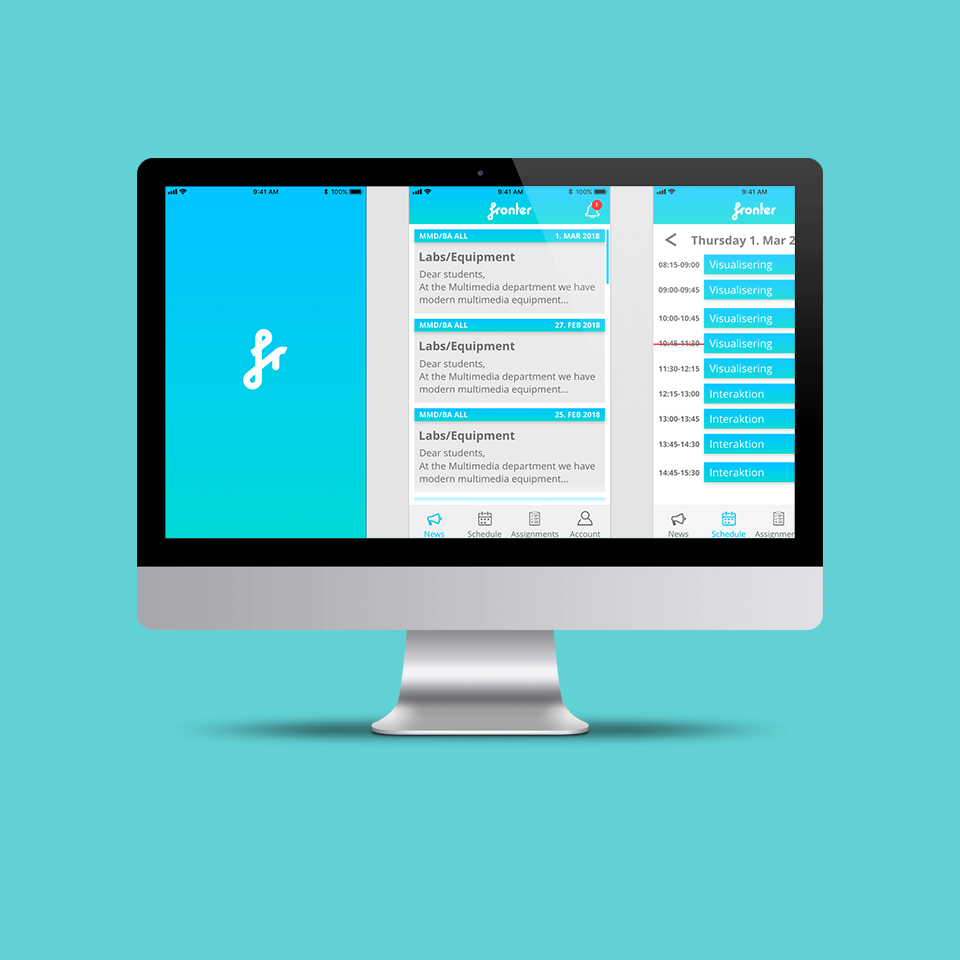 9:41 AM
100%
fr
9:41 AM
100%
fronter
1
MMD/BA ALL 1. MAR 2018
Labs/Equipment
Dear students,
At the Multimedia department we have
modern multimedia equipment...
MMD/BA ALL 27. FEB 2018
Labs/Equipment
Dear students,
At the Multimedia department we have
modern multimedia equipment...
MMD/BA ALL 25. FEB 2018
Labs/Equipment
Dear students,
At the Multimedia department we have
modern multimedia equipment...
News Schedule Assignments Account
9:41 AM
fronter
< Thursday 1. Mar 2
08:15-09:00 Visualisering
09:00-09:45 Visualisering
10:00-10:45 Visualisering
10:45-11:30 Visualisering
11:30-12:15 Visualisering
12:15-13:00 Interaktion
13:00-13:45 Interaktion
13:45-14:30 Interaktion
14:45-15:30 Interaktion
News Schedule Assignmen